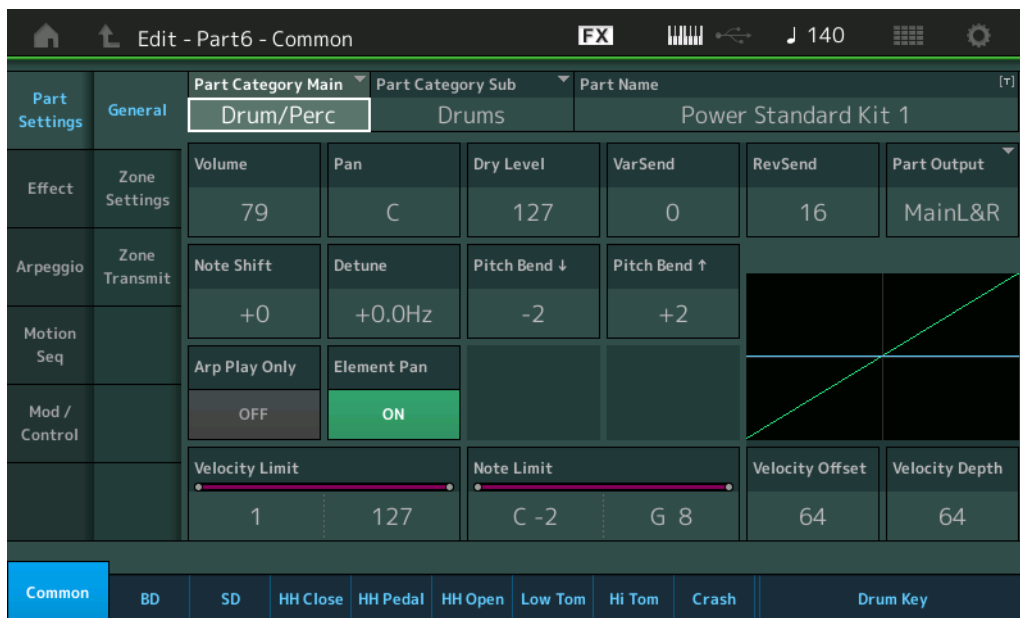 Edit - Part6 - Common
FX
♩ 140
Part Settings
General
Part Category Main
Part Category Sub
Part Name
[T]
Drum/Perc
Drums
Power Standard Kit 1
Effect
Zone Settings
Volume
Pan
Dry Level
VarSend
RevSend
Part Output
79
C
127
0
16
MainL&R
Arpeggio
Zone Transmit
Note Shift
Detune
Pitch Bend ↓
Pitch Bend ↑
+0
+0.0Hz
-2
+2
Motion Seq
Arp Play Only
Element Pan
OFF
ON
Mod / Control
Velocity Limit
Note Limit
Velocity Offset
Velocity Depth
1
127
C -2
G 8
64
64
Common
BD
SD
HH Close
HH Pedal
HH Open
Low Tom
Hi Tom
Crash
Drum Key